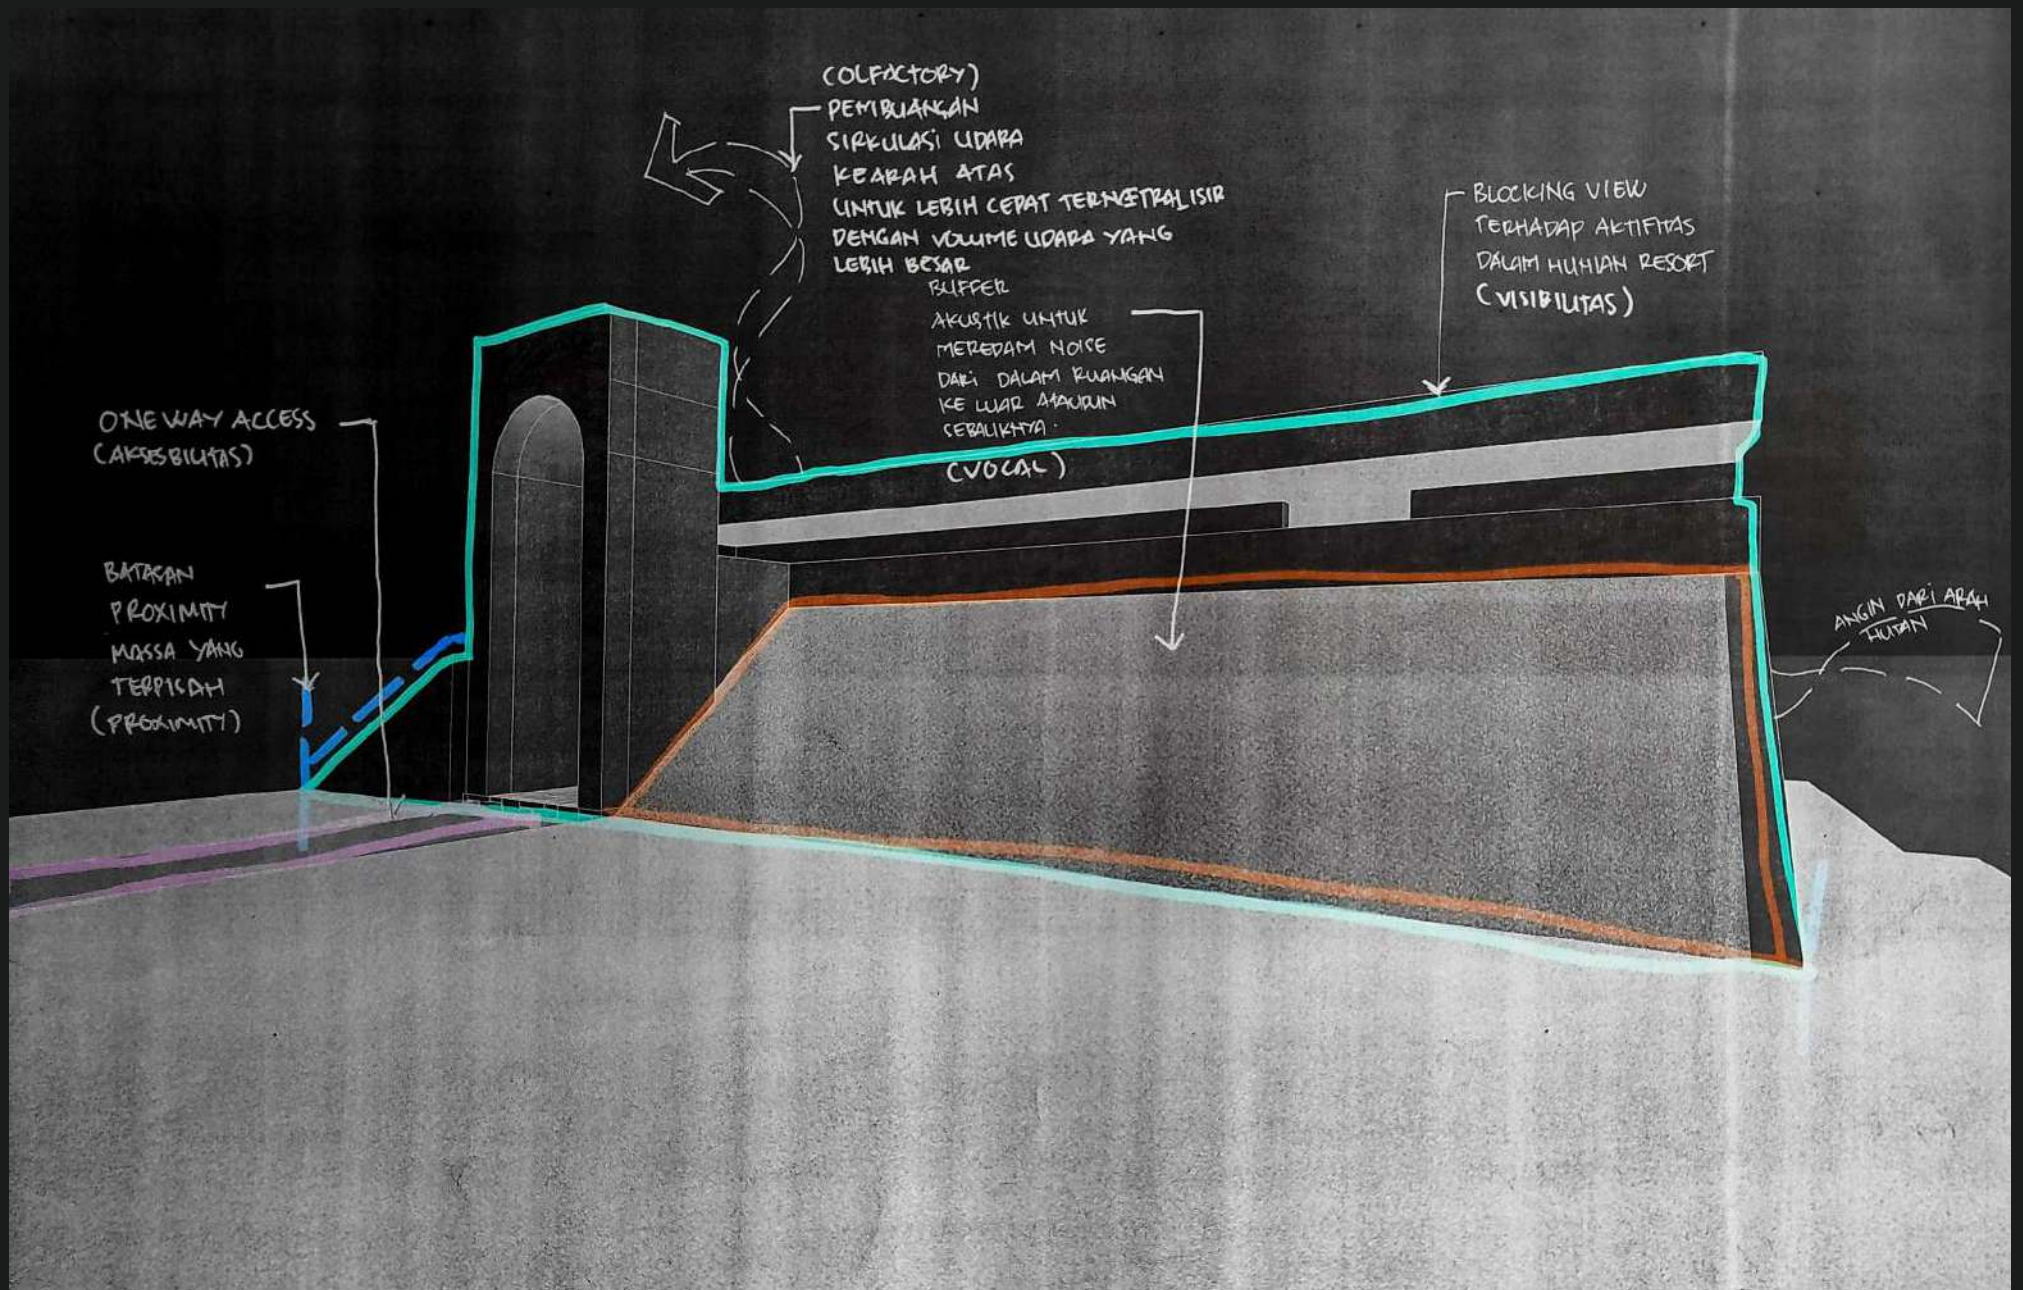 (OLFACTORY)
PEMBUANGAN
SIRKULASI UDARA
KEARAH ATAS
UNTUK LEBIH CEPAT TERNETRALISIR
DENGAN VOLUME UDARA YANG
LEBIH BESAR
BUFFER
AKUSTIK UNTUK
MEREDAM NOISE
DARI DALAM RUANGAN
KE LUAR ATAUPUN
SEBALIKNYA.
(VOCAL)
BLOCKING VIEW
TERHADAP AKTIFITAS
DALAM HUNIAN RESORT
(VISIBILITAS)
ONE WAY ACCESS
(AKSESBILITAS)
BATASAN
PROXIMITY
MASSA YANG
TERPISAH
(PROXIMITY)
ANGIN DARI ARAH
HUTAN